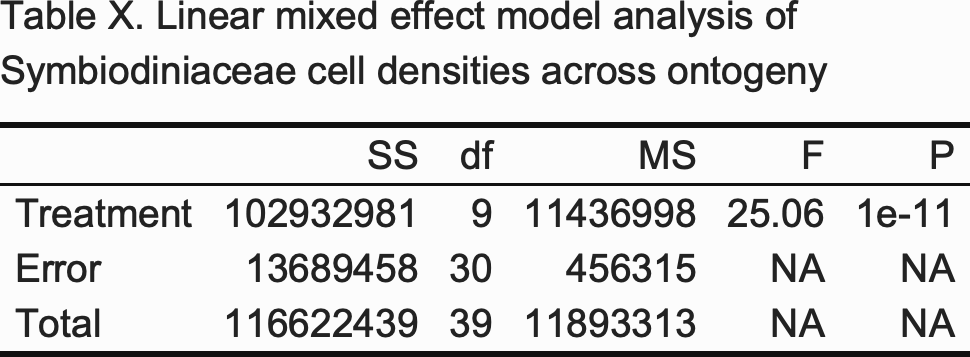 Table X. Linear mixed effect model analysis of
Symbiodiniaceae cell densities across ontogeny
SS df MS F P
Treatment 102932981 9 11436998 25.06 1e-11
Error 13689458 30 456315 NA NA
Total 116622439 39 11893313 NA NA